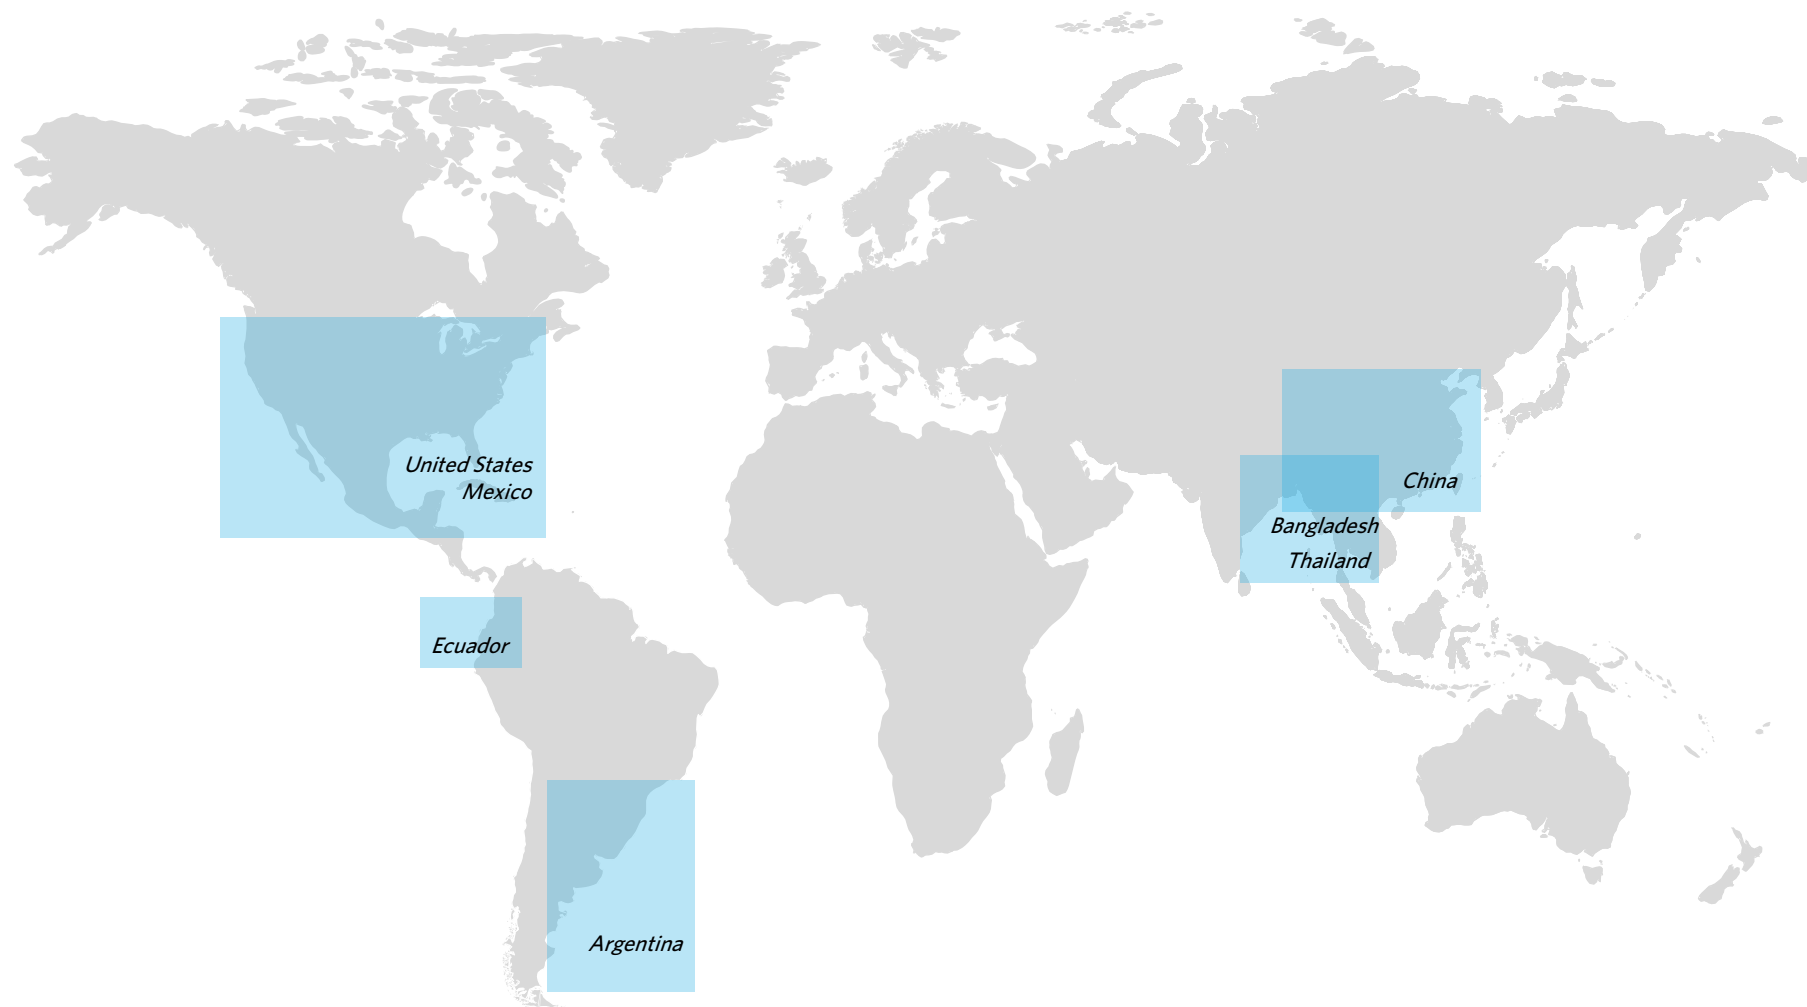 United States
Mexico
China
Bangladesh
Thailand
Ecuador
Argentina